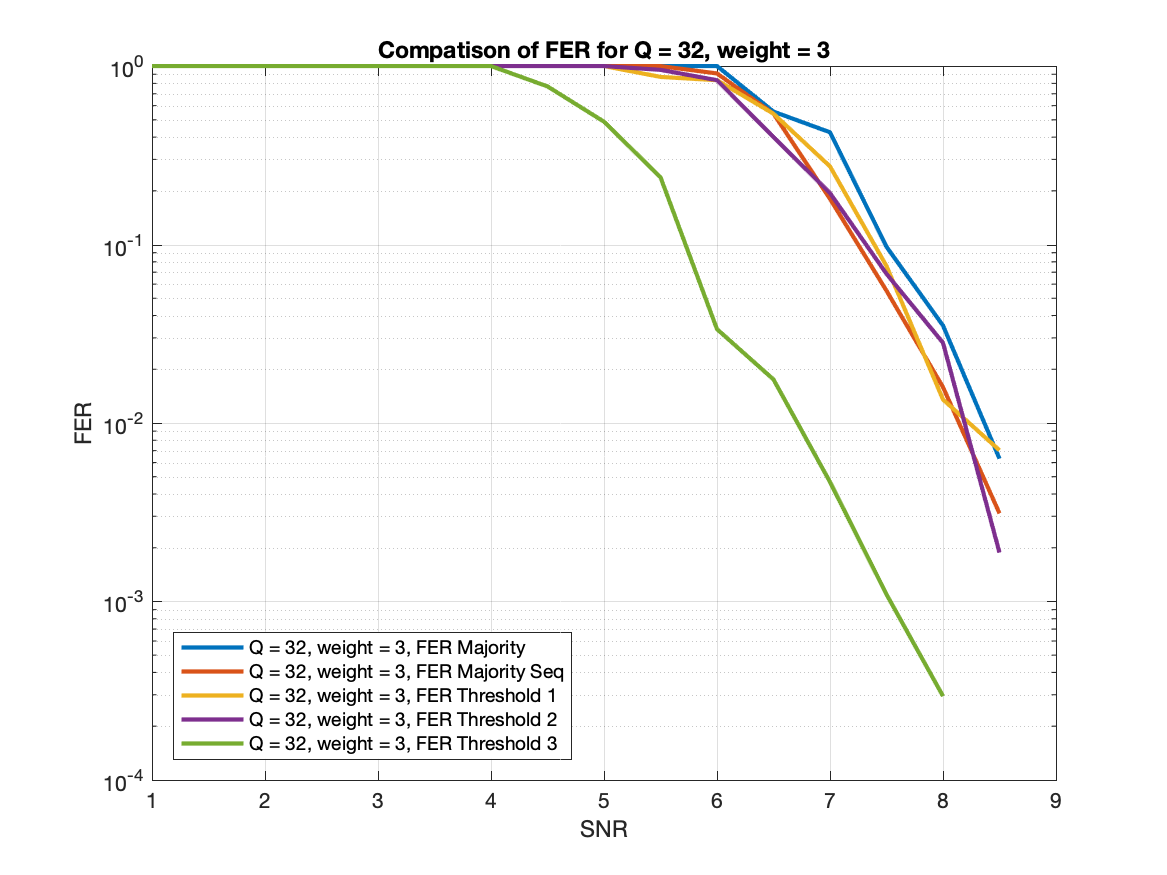 Compatison of FER for Q = 32, weight = 3
10^0
10^-1
10^-2
10^-3
10^-4
FER
Q = 32, weight = 3, FER Majority
Q = 32, weight = 3, FER Majority Seq
Q = 32, weight = 3, FER Threshold 1
Q = 32, weight = 3, FER Threshold 2
Q = 32, weight = 3, FER Threshold 3
1 2 3 4 5 6 7 8 9
SNR